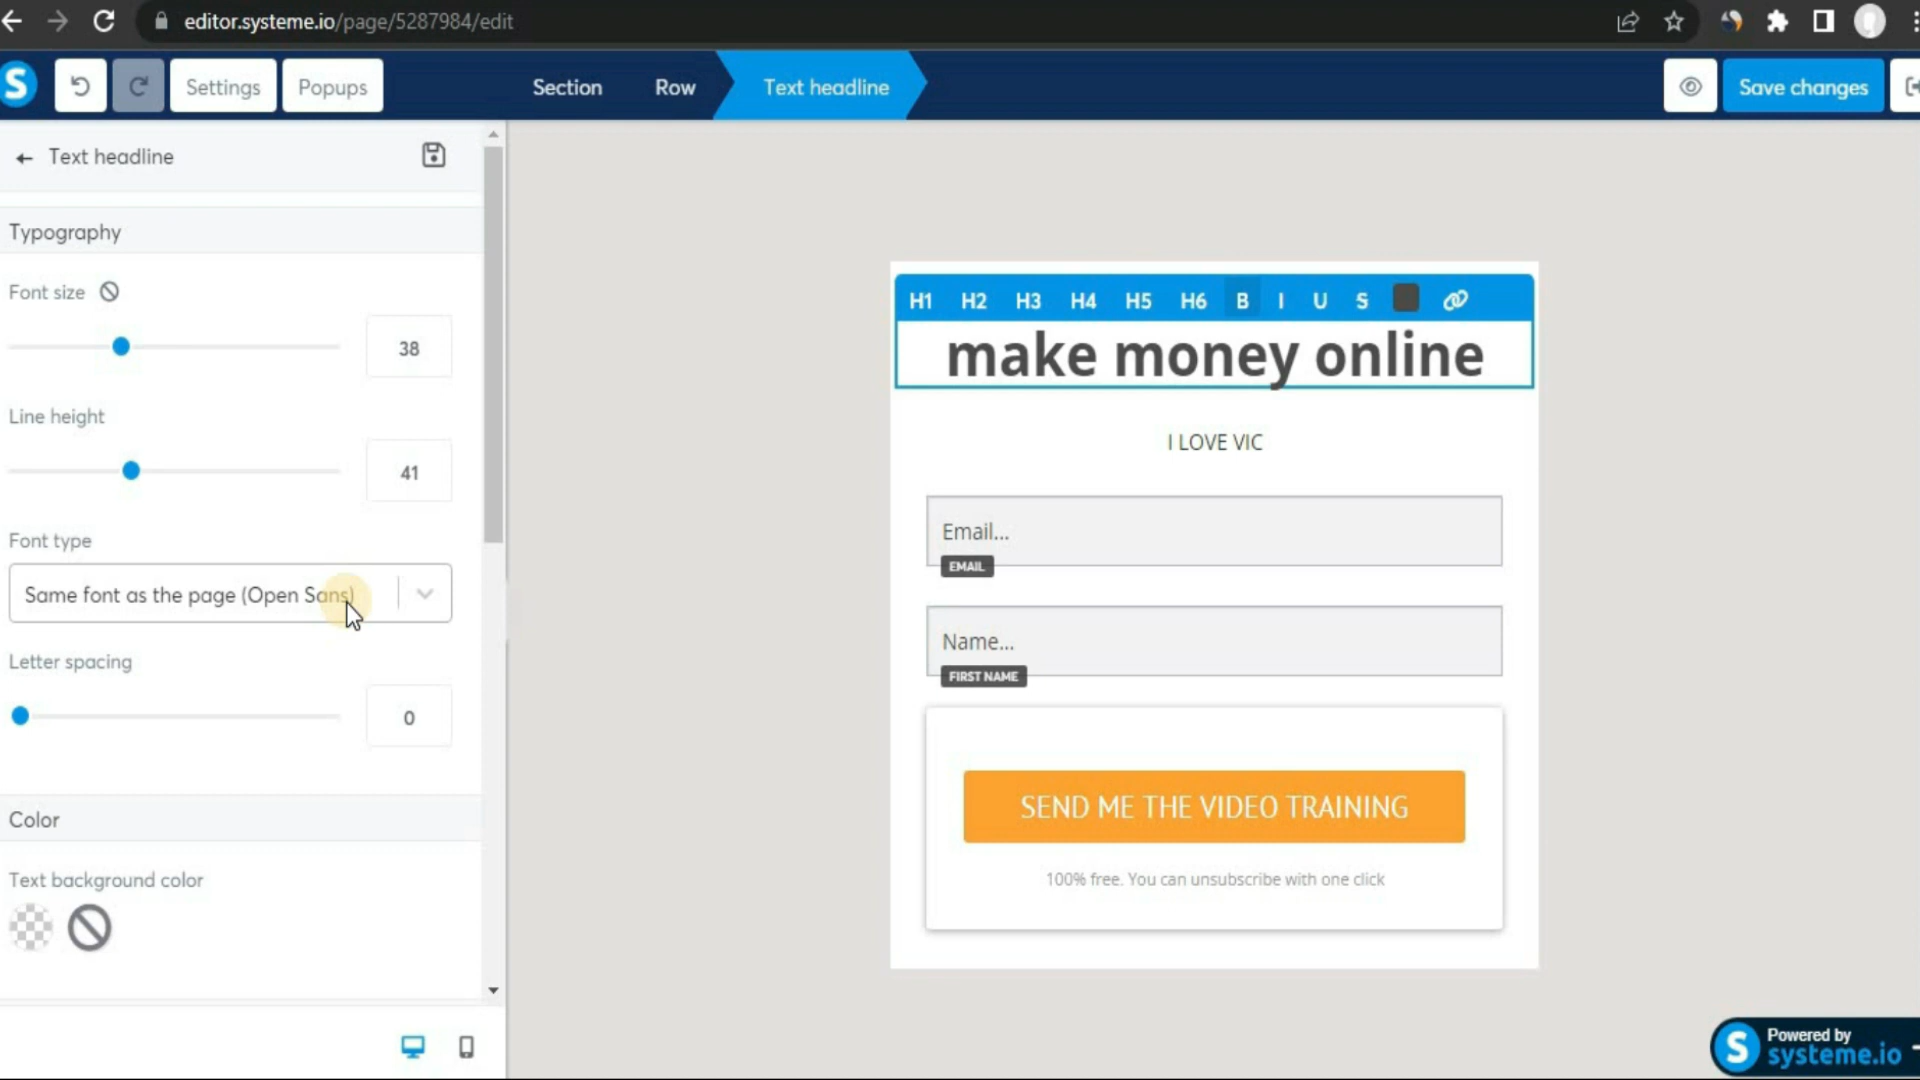 editor.systeme.io/page/5287984/edit
S
Settings
Popups
Section
Row
Text headline
Save changes
Text headline
Typography
Font size
38
Line height
41
Font type
Same font as the page (Open Sans)
Letter spacing
0
Color
Text background color
H1 H2 H3 H4 H5 H6 B I U S
make money online
I LOVE VIC
Email...
EMAIL
Name...
FIRST NAME
SEND ME THE VIDEO TRAINING
100% free. You can unsubscribe with one click
S
Powered by
systeme.io